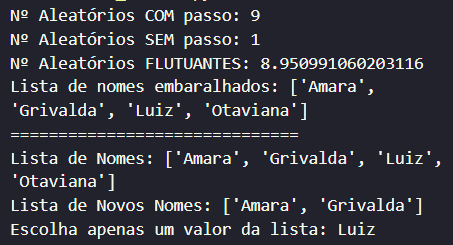 Nº Aleatórios COM passo: 9
Nº Aleatórios SEM passo: 1
Nº Aleatórios FLUTUANTES: 8.950991060203116
Lista de nomes embaralhados: ['Amara',
'Grivalda', 'Luiz', 'Otaviana']
==============================
Lista de Nomes: ['Amara', 'Grivalda', 'Luiz',
'Otaviana']
Lista de Novos Nomes: ['Amara', 'Grivalda']
Escolha apenas um valor da lista: Luiz